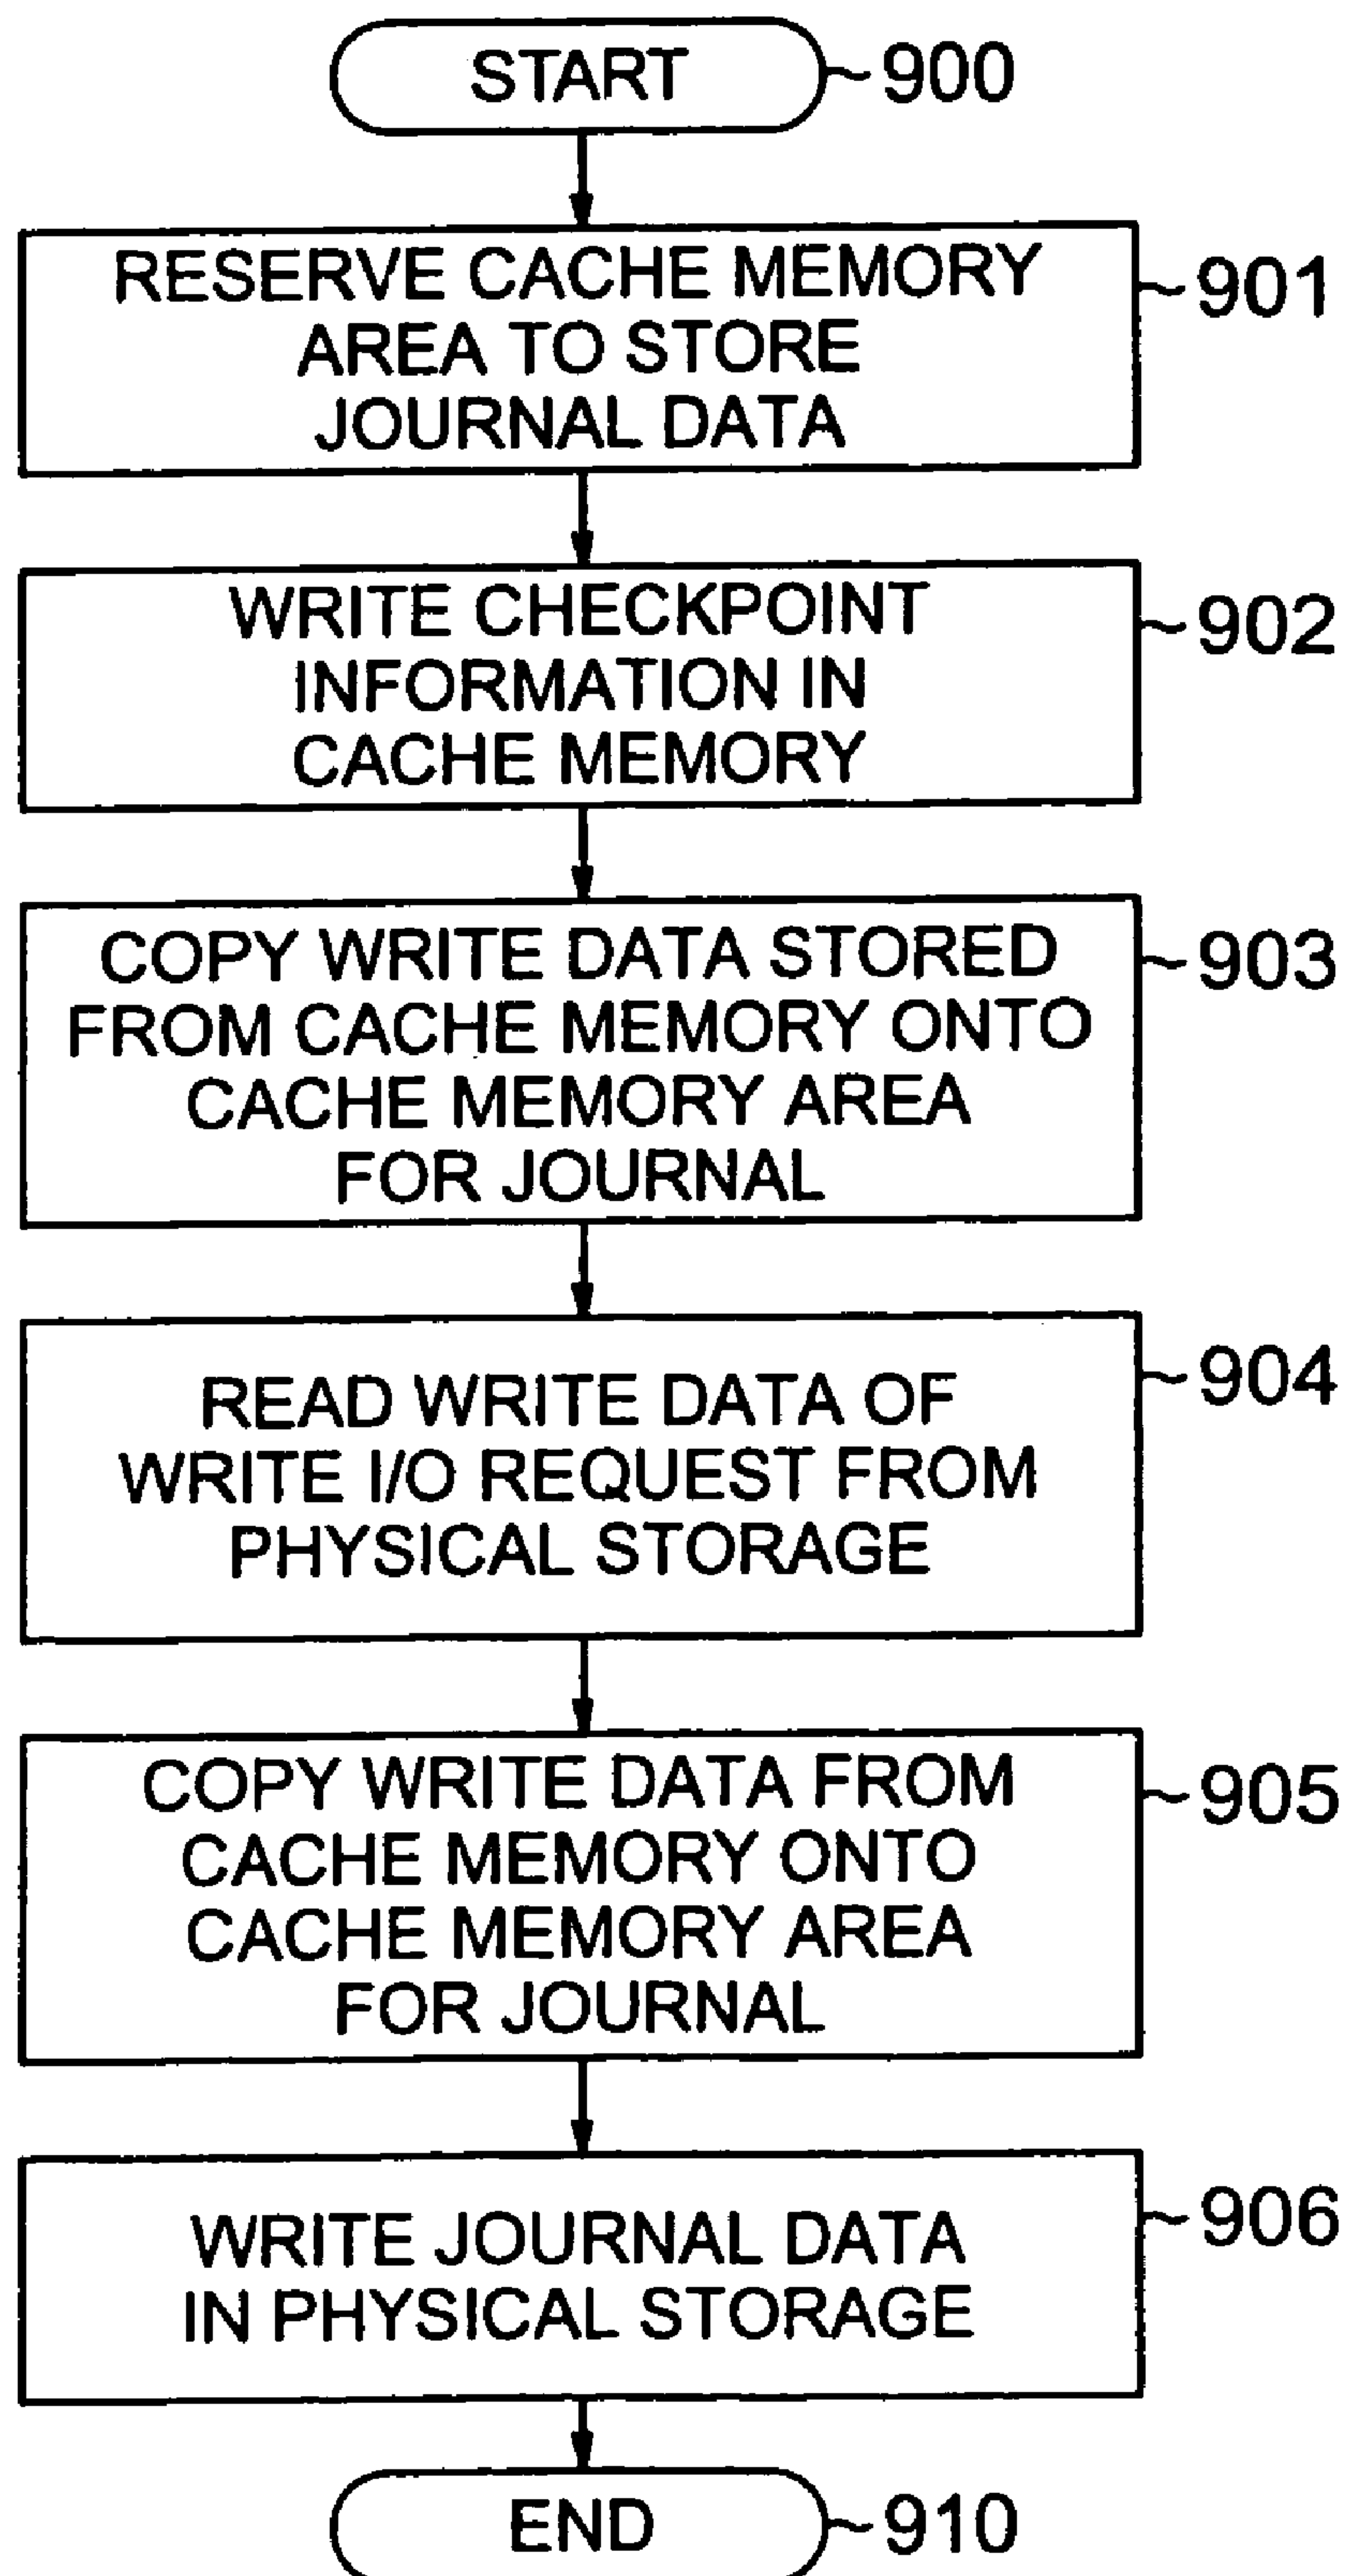 START
900
RESERVE CACHE MEMORY
AREA TO STORE
JOURNAL DATA
901
WRITE CHECKPOINT
INFORMATION IN
CACHE MEMORY
902
COPY WRITE DATA STORED
FROM CACHE MEMORY ONTO
CACHE MEMORY AREA
FOR JOURNAL
903
READ WRITE DATA OF
WRITE I/O REQUEST FROM
PHYSICAL STORAGE
904
COPY WRITE DATA FROM
CACHE MEMORY ONTO
CACHE MEMORY AREA
FOR JOURNAL
905
WRITE JOURNAL DATA
IN PHYSICAL STORAGE
906
END
910